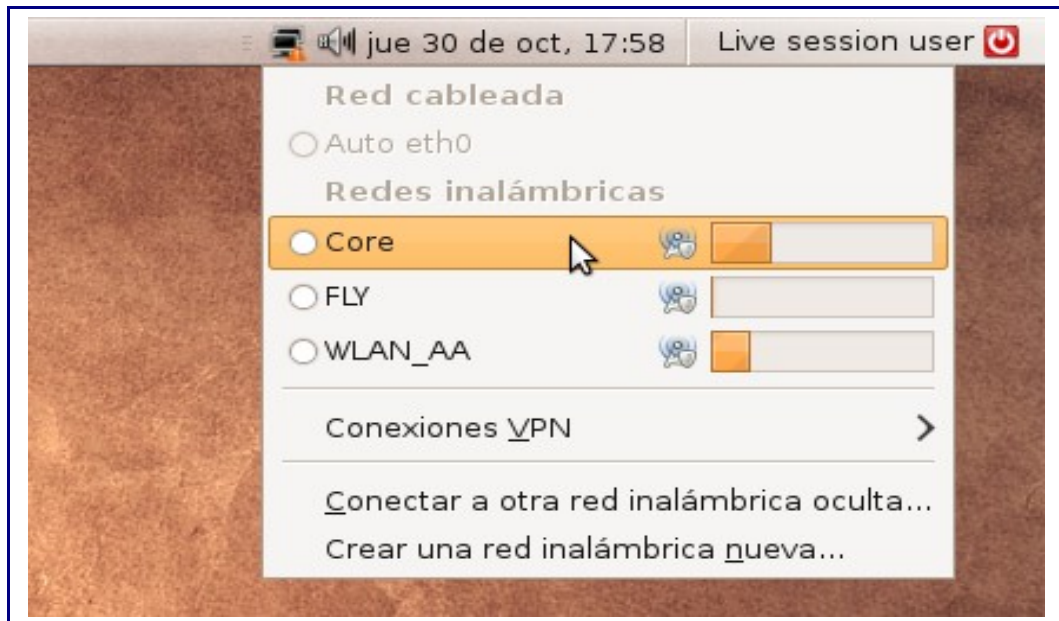 jue 30 de oct, 17:58 Live session user
Red cableada
Auto eth0
Redes inalámbricas
Core
FLY
WLAN_AA
Conexiones VPN
Conectar a otra red inalámbrica oculta...
Crear una red inalámbrica nueva...